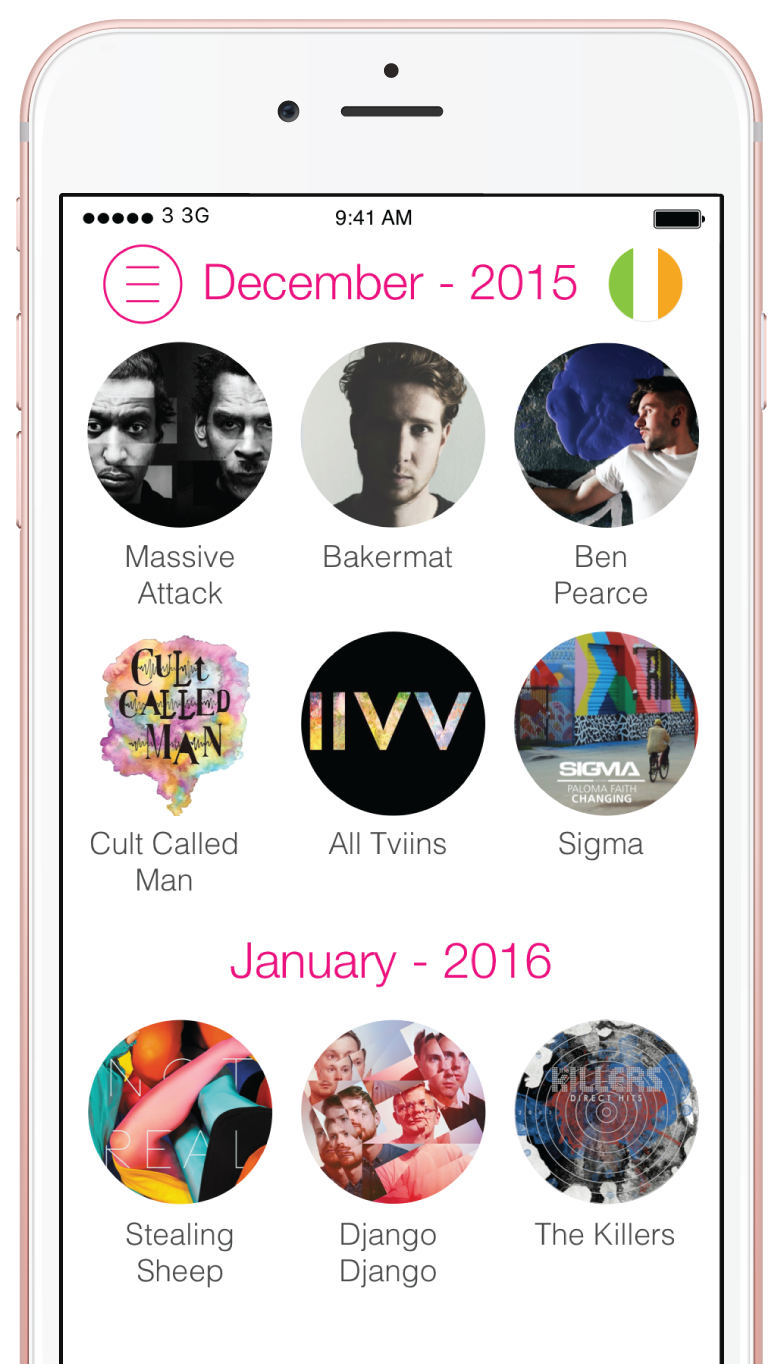 3 3G
9:41 AM
December - 2015
Massive
Attack
Bakermat
Ben
Pearce
CULt
CALLED
MAN
IIVV
SIGMA
PALOMA FAITH
CHANGING
Cult Called
Man
All Tviins
Sigma
January - 2016
NOT
REAL
KiLLERS
DIRECT HITS
Stealing
Sheep
Django
Django
The Killers